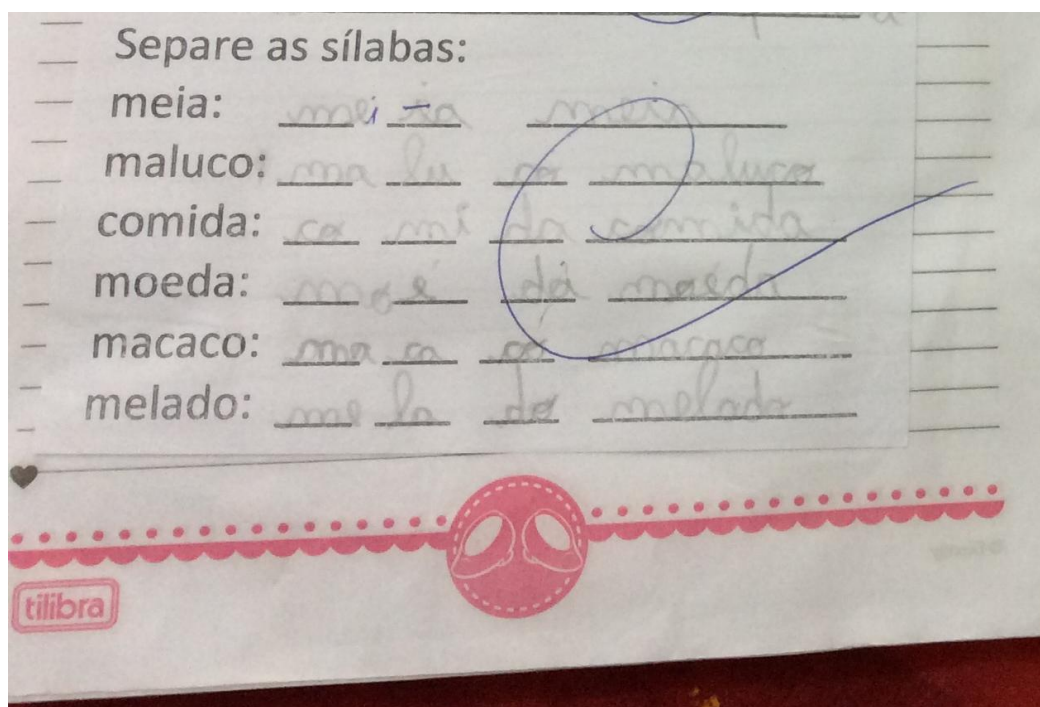 Separe as sílabas:
meia: mei a meia
maluco: ma lu co maluco
comida: co mi da comida
moeda: mo e da moeda
macaco: ma ca co macaco
melado: me la do melado
tilibra